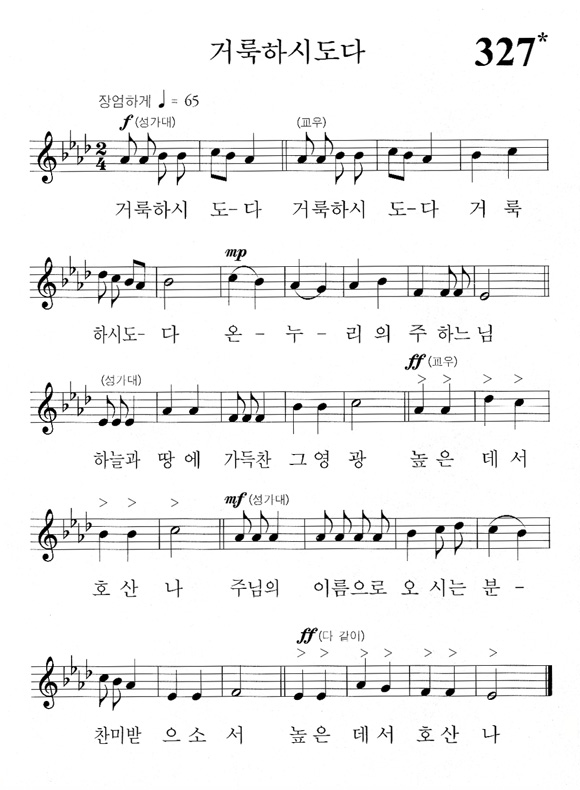 거룩하시도다 327*
장엄하게 ♩= 65
f (성가대) (교우)
거룩하시 도-다 거룩하시 도-다 거 룩
mp
하시도- 다 온 - 누 - 리 의 주 하느 님
(성가대) ff (교우)
하늘과 땅 에 가득찬 그 영 광 높 은 데 서
mf (성가대)
호 산 나 주님의 이름으로 오 시는 분 -
ff (다 같이)
찬미받 으 소 서 높 은 데 서 호 산 나